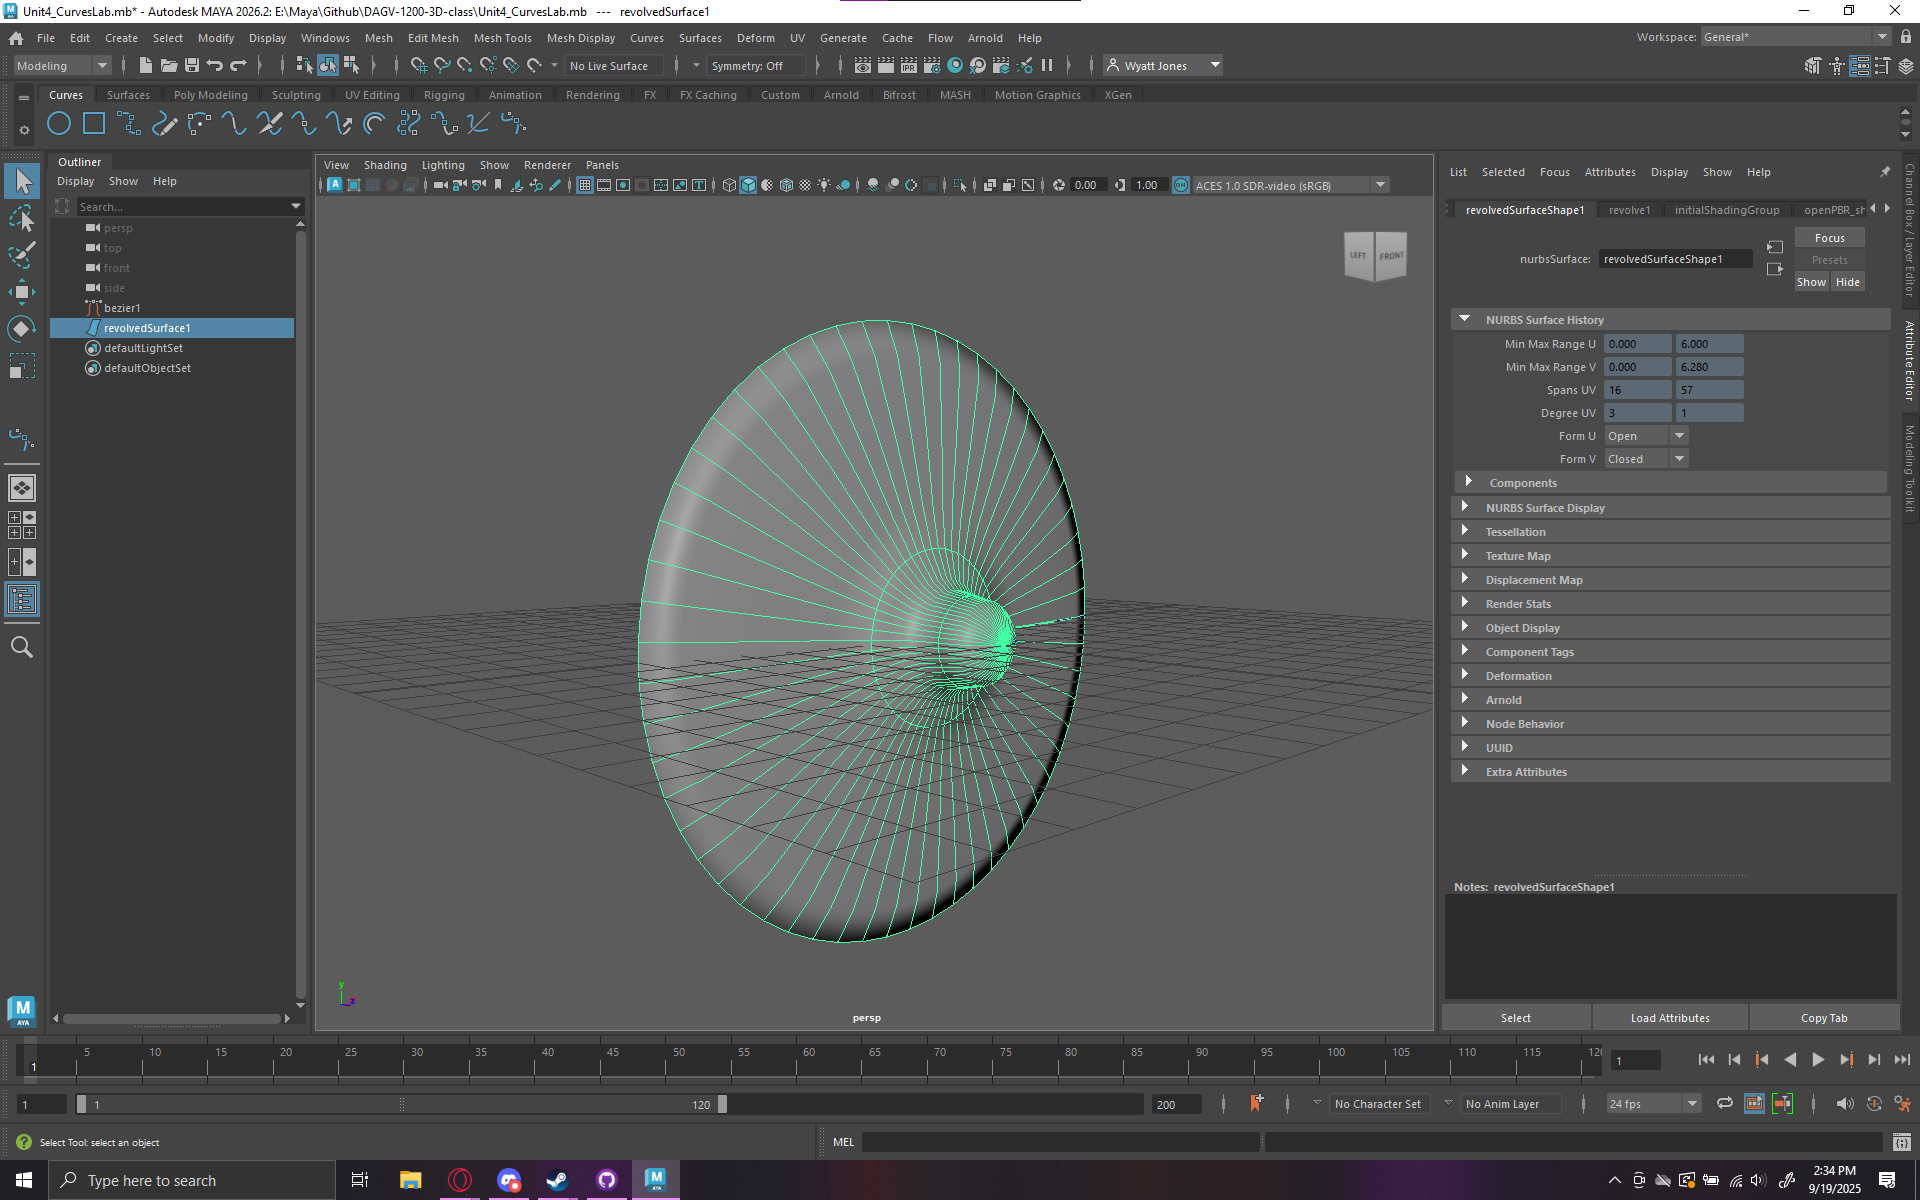 Unit4_CurvesLab.mb* - Autodesk MAYA 2026.2: E:\Maya\Github\DAGV-1200-3D-class\Unit4_CurvesLab.mb --- revolvedSurface1
File Edit Create Select Modify Display Windows Mesh Edit Mesh Mesh Tools Mesh Display Curves Surfaces Deform UV Generate Cache Flow Arnold Help
Workspace: General*
Modeling No Live Surface Symmetry: Off IPR Wyatt Jones
Curves Surfaces Poly Modeling Sculpting UV Editing Rigging Animation Rendering FX FX Caching Custom Arnold Bifrost MASH Motion Graphics XGen
Outliner
Display Show Help
Search...
persp
top
front
side
bezier1
revolvedSurface1
defaultLightSet
defaultObjectSet
View Shading Lighting Show Renderer Panels
0.00 1.00 ACES 1.0 SDR-video (sRGB)
LEFT FRONT
y
z
persp
List Selected Focus Attributes Display Show Help
revolvedSurfaceShape1 revolve1 initialShadingGroup openPBR_sh
Focus
nurbsSurface: revolvedSurfaceShape1
Presets
Show Hide
NURBS Surface History
Min Max Range U 0.000 6.000
Min Max Range V 0.000 6.280
Spans UV 16 57
Degree UV 3 1
Form U Open
Form V Closed
Components
NURBS Surface Display
Tessellation
Texture Map
Displacement Map
Render Stats
Object Display
Component Tags
Deformation
Arnold
Node Behavior
UUID
Extra Attributes
Notes: revolvedSurfaceShape1
Select Load Attributes Copy Tab
Channel Box / Layer Editor
Attribute Editor
Modeling Toolkit
M
AYA
5 10 15 20 25 30 35 40 45 50 55 60 65 70 75 80 85 90 95 100 105 110 115 120
1
1
1 1 120 200 No Character Set No Anim Layer 24 fps
Select Tool: select an object
MEL
Type here to search
2:34 PM
9/19/2025